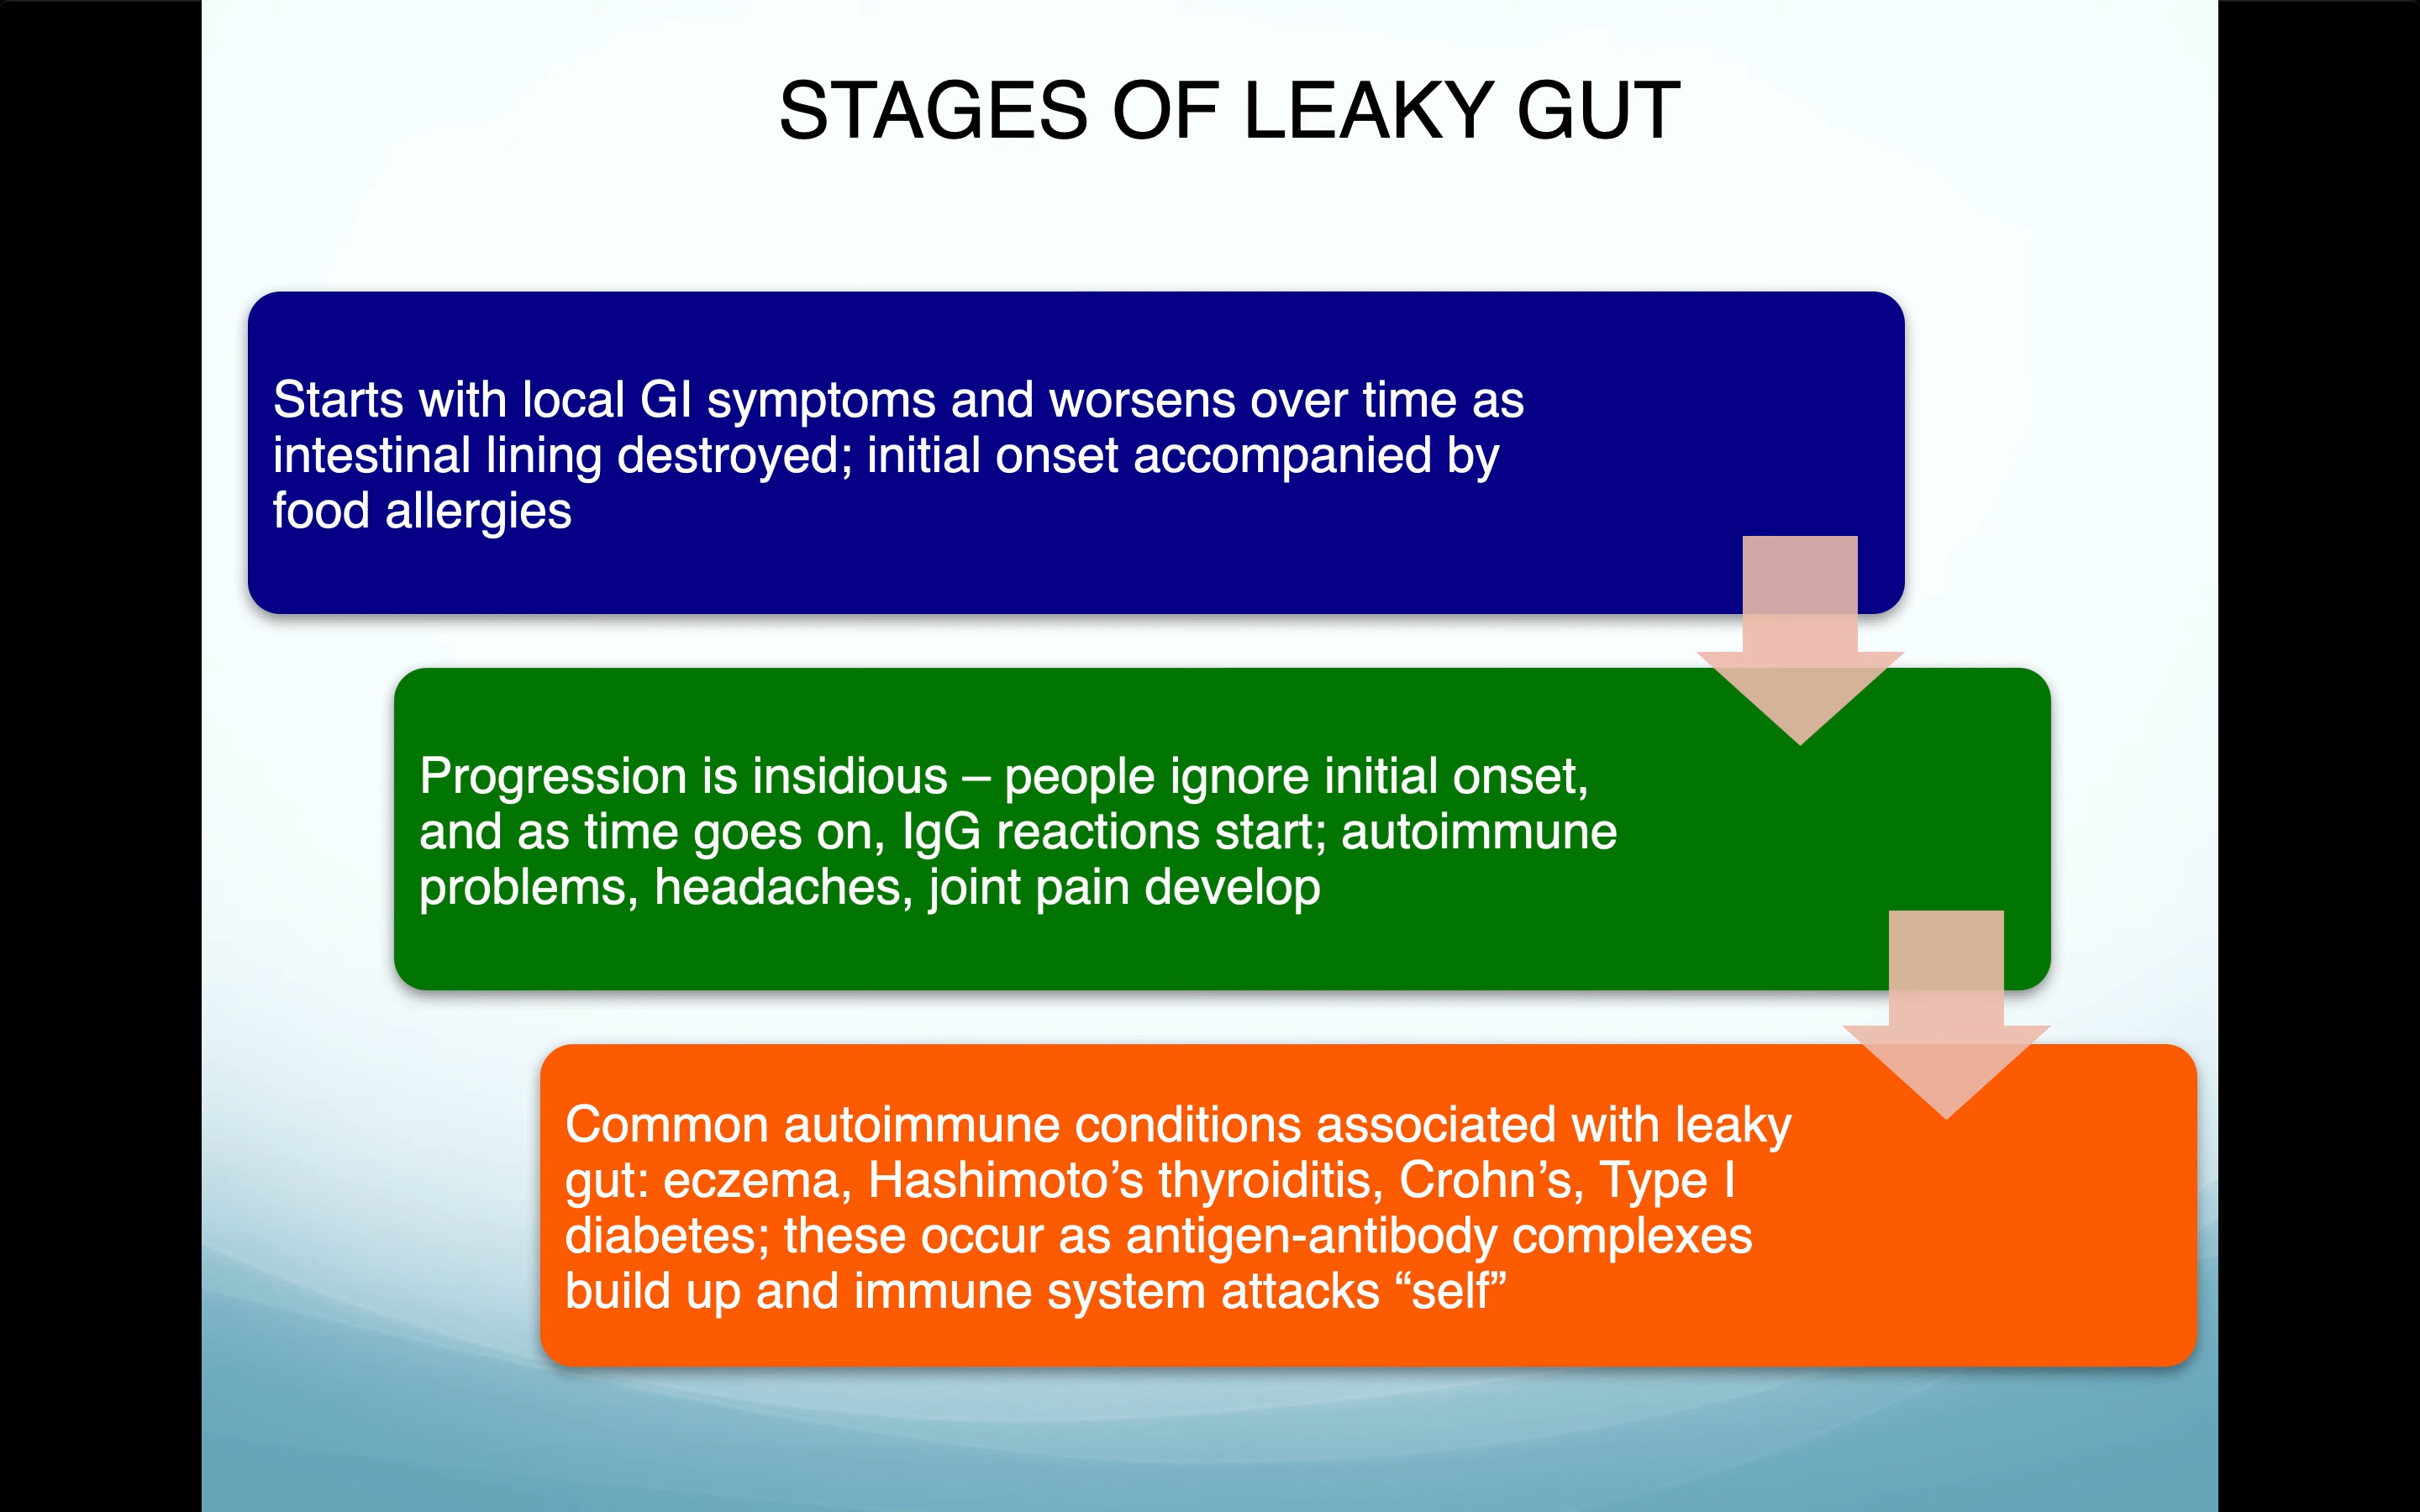 STAGES OF LEAKY GUT
Starts with local GI symptoms and worsens over time as
intestinal lining destroyed; initial onset accompanied by
food allergies
Progression is insidious – people ignore initial onset,
and as time goes on, IgG reactions start; autoimmune
problems, headaches, joint pain develop
Common autoimmune conditions associated with leaky
gut: eczema, Hashimoto’s thyroiditis, Crohn’s, Type I
diabetes; these occur as antigen-antibody complexes
build up and immune system attacks “self”